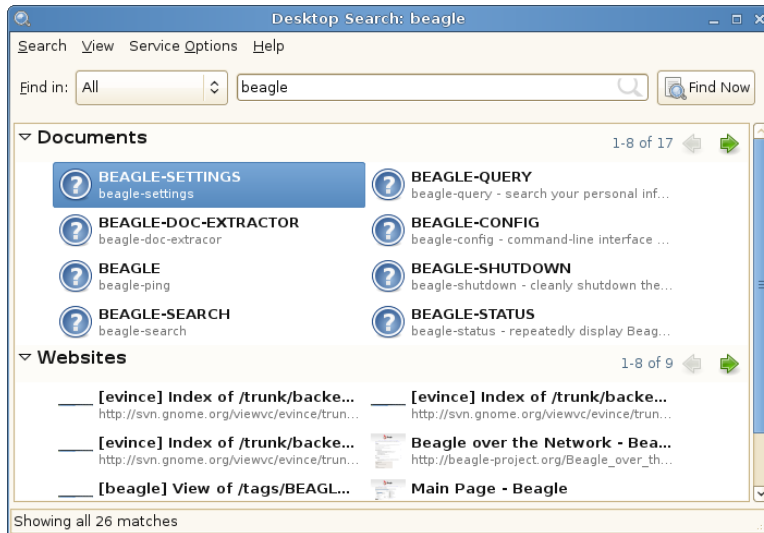 Desktop Search: beagle
Search View Service Options Help
Find in: All beagle Find Now
Documents 1-8 of 17
BEAGLE-SETTINGS BEAGLE-QUERY
beagle-settings beagle-query - search your personal inf...
BEAGLE-DOC-EXTRACTOR BEAGLE-CONFIG
beagle-doc-extracor beagle-config - command-line interface ...
BEAGLE BEAGLE-SHUTDOWN
beagle-ping beagle-shutdown - cleanly shutdown the...
BEAGLE-SEARCH BEAGLE-STATUS
beagle-search beagle-status - repeatedly display Beag...
Websites 1-8 of 9
[evince] Index of /trunk/backe... [evince] Index of /trunk/backe...
http://svn.gnome.org/viewvc/evince/trun... http://svn.gnome.org/viewvc/evince/trun...
[evince] Index of /trunk/backe... Beagle over the Network - Bea...
http://svn.gnome.org/viewvc/evince/trun... http://beagle-project.org/Beagle_over_th...
[beagle] View of /tags/BEAGL... Main Page - Beagle
Showing all 26 matches